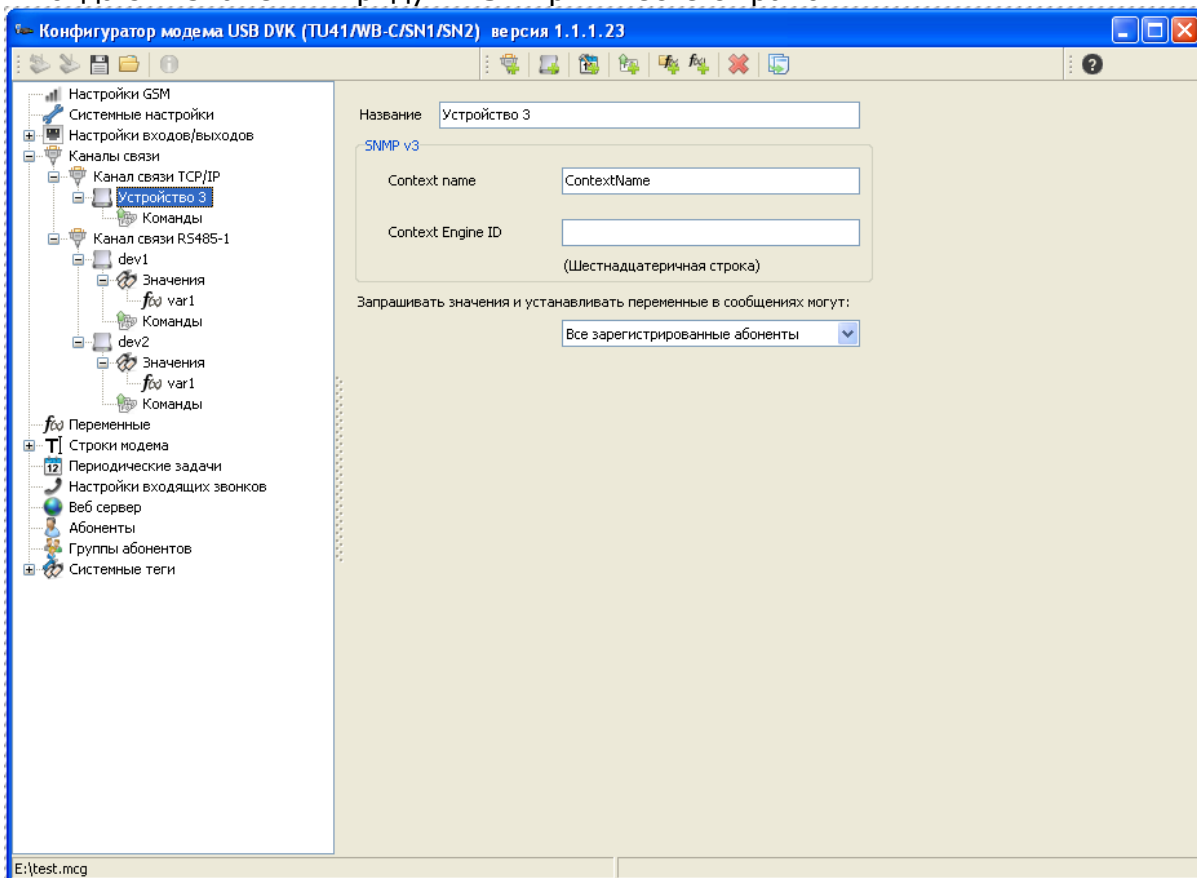 Конфигуратор модема USB DVK (TU41/WB-C/SN1/SN2) версия 1.1.1.23
Настройки GSM
Системные настройки
Настройки входов/выходов
Каналы связи
Канал связи TCP/IP
Устройство 3
Команды
Канал связи RS485-1
dev1
Значения
f(x) var1
Команды
dev2
Значения
f(x) var1
Команды
f(x) Переменные
Строки модема
12 Периодические задачи
Настройки входящих звонков
Веб сервер
Абоненты
Группы абонентов
Системные теги
Название Устройство 3
SNMP v3
Context name ContextName
Context Engine ID
(Шестнадцатеричная строка)
Запрашивать значения и устанавливать переменные в сообщениях могут:
Все зарегистрированные абоненты
E:\test.mcg